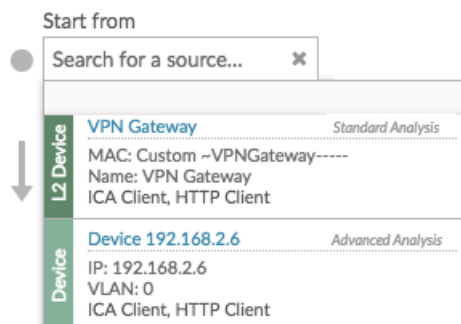 Start from
Search for a source... ×
L2 Device
VPN Gateway Standard Analysis
MAC: Custom ~VPNGateway-----
Name: VPN Gateway
ICA Client, HTTP Client
Device
Device 192.168.2.6 Advanced Analysis
IP: 192.168.2.6
VLAN: 0
ICA Client, HTTP Client